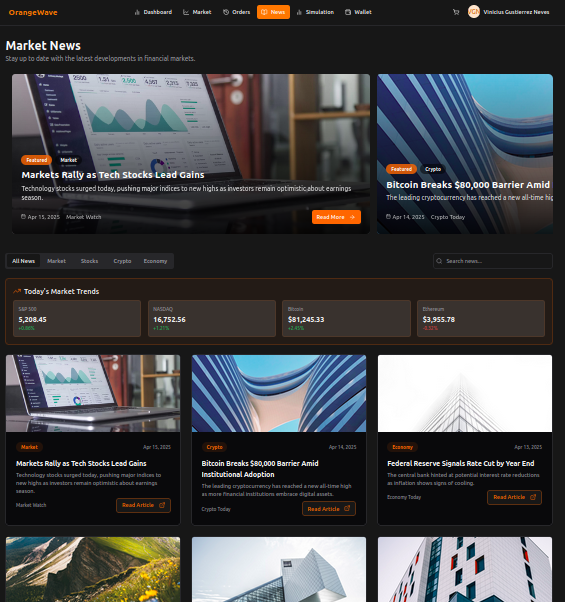 OrangeWave
Dashboard
Market
Orders
News
Simulation
Wallet
Vinicius Gustierrez Neves
Market News
Stay up to date with the latest developments in financial markets.
Featured
Market
Markets Rally as Tech Stocks Lead Gains
Technology stocks surged today, pushing major indices to new highs as investors remain optimistic about earnings
season.
Apr 15, 2025
Market Watch
Read More
Featured
Crypto
Bitcoin Breaks $80,000 Barrier Amid
The leading cryptocurrency has reached a new all-time hig
Apr 14, 2025
Crypto Today
All News
Market
Stocks
Crypto
Economy
Search news...
Today's Market Trends
S&P 500
5,208.45
NASDAQ
16,752.56
+1.21%
Bitcoin
$81,245.33
+2.45%
Ethereum
$3,955.78
-0.32%
Market
Apr 15, 2025
Markets Rally as Tech Stocks Lead Gains
Technology stocks surged today, pushing major indices to
new highs as investors remain optimistic about earnings
season.
Market Watch
Read Article
Crypto
Apr 14, 2025
Bitcoin Breaks $80,000 Barrier Amid
Institutional Adoption
The leading cryptocurrency has reached a new all-time high
as more financial institutions embrace digital assets.
Crypto Today
Read Article
Economy
Apr 13, 2025
Federal Reserve Signals Rate Cut by Year End
The central bank hinted at potential interest rate reductions
as inflation shows signs of cooling.
Economy Today
Read Article